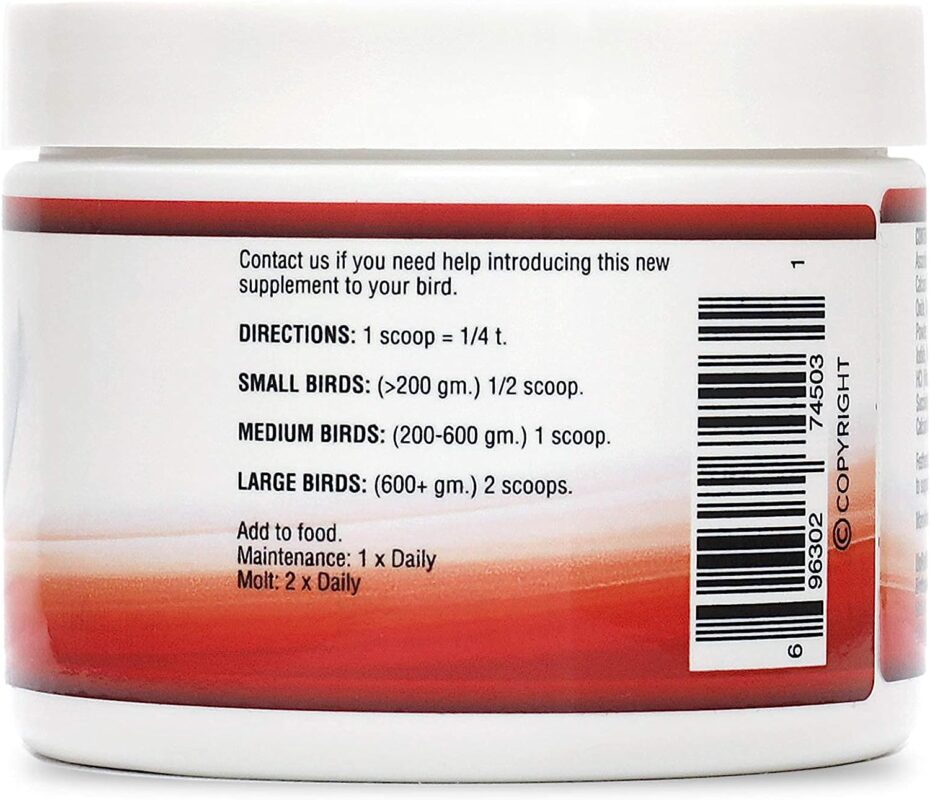 Contact us if you need help introducing this new
supplement to your bird.
DIRECTIONS: 1 scoop = 1/4 t.
SMALL BIRDS: (>200 gm.) 1/2 scoop.
MEDIUM BIRDS: (200-600 gm.) 1 scoop.
LARGE BIRDS: (600+ gm.) 2 scoops.
Add to food.
Maintenance: 1 x Daily
Molt: 2 x Daily
6 96302 74503 1
© COPYRIGHT